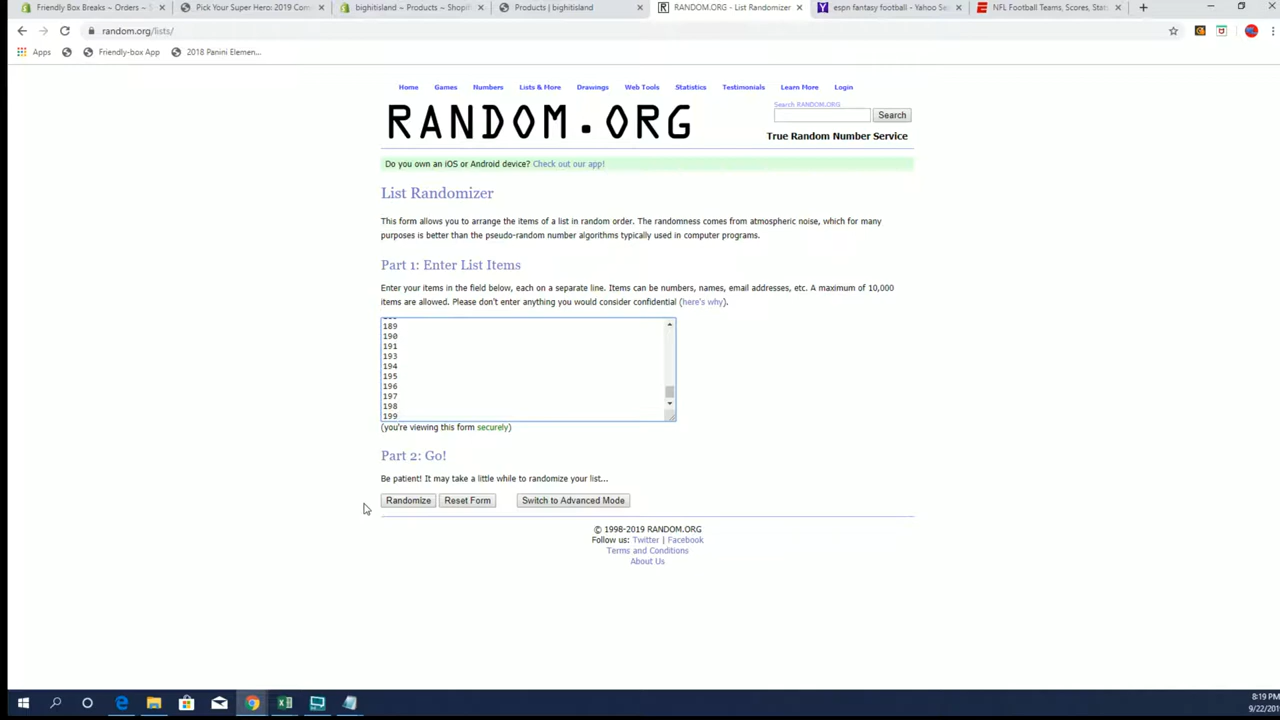 Friendly Box Breaks ~ Orders ~ S
Pick Your Super Hero: 2019 Com
bighitisland ~ Products ~ Shopif
Products | bighitisland
RANDOM.ORG - List Randomizer
espn fantasy football - Yahoo Se
NFL Football Teams, Scores, Stat
random.org/lists/
Apps
Friendly-box App
2018 Panini Elemen...
Home Games Numbers Lists & More Drawings Web Tools Statistics Testimonials Learn More Login
RANDOM.ORG
Search RANDOM.ORG
Search
True Random Number Service
Do you own an iOS or Android device? Check out our app!
List Randomizer
This form allows you to arrange the items of a list in random order. The randomness comes from atmospheric noise, which for many
purposes is better than the pseudo-random number algorithms typically used in computer programs.
Part 1: Enter List Items
Enter your items in the field below, each on a separate line. Items can be numbers, names, email addresses, etc. A maximum of 10,000
items are allowed. Please don't enter anything you would consider confidential (here's why).
189
190
191
193
194
195
196
197
198
199
(you're viewing this form securely)
Part 2: Go!
Be patient! It may take a little while to randomize your list...
Randomize Reset Form Switch to Advanced Mode
© 1998-2019 RANDOM.ORG
Follow us: Twitter | Facebook
Terms and Conditions
About Us
8:19 PM
9/22/201